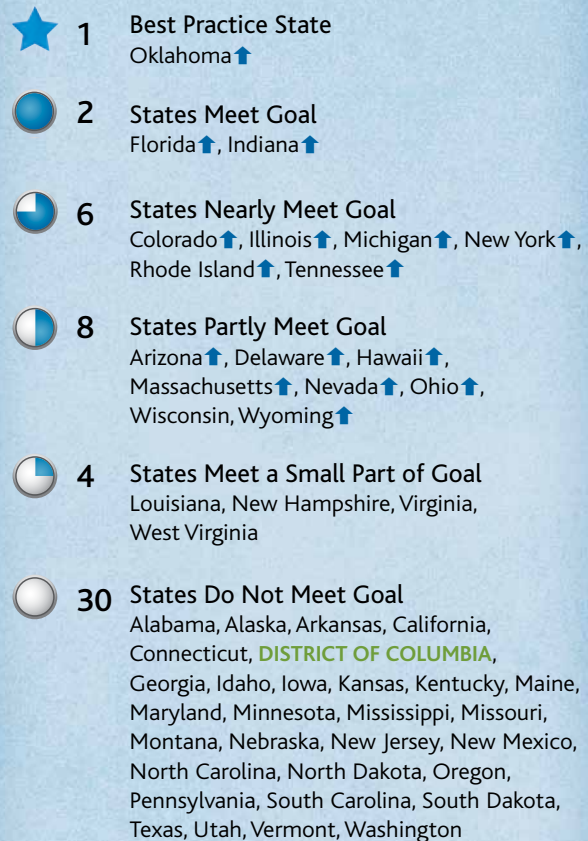 1 Best Practice State
Oklahoma⬆
2 States Meet Goal
Florida⬆, Indiana⬆
6 States Nearly Meet Goal
Colorado⬆, Illinois⬆, Michigan⬆, New York⬆,
Rhode Island⬆, Tennessee⬆
8 States Partly Meet Goal
Arizona⬆, Delaware⬆, Hawaii⬆,
Massachusetts⬆, Nevada⬆, Ohio⬆,
Wisconsin, Wyoming⬆
4 States Meet a Small Part of Goal
Louisiana, New Hampshire, Virginia,
West Virginia
30 States Do Not Meet Goal
Alabama, Alaska, Arkansas, California,
Connecticut, DISTRICT OF COLUMBIA,
Georgia, Idaho, Iowa, Kansas, Kentucky, Maine,
Maryland, Minnesota, Mississippi, Missouri,
Montana, Nebraska, New Jersey, New Mexico,
North Carolina, North Dakota, Oregon,
Pennsylvania, South Carolina, South Dakota,
Texas, Utah, Vermont, Washington